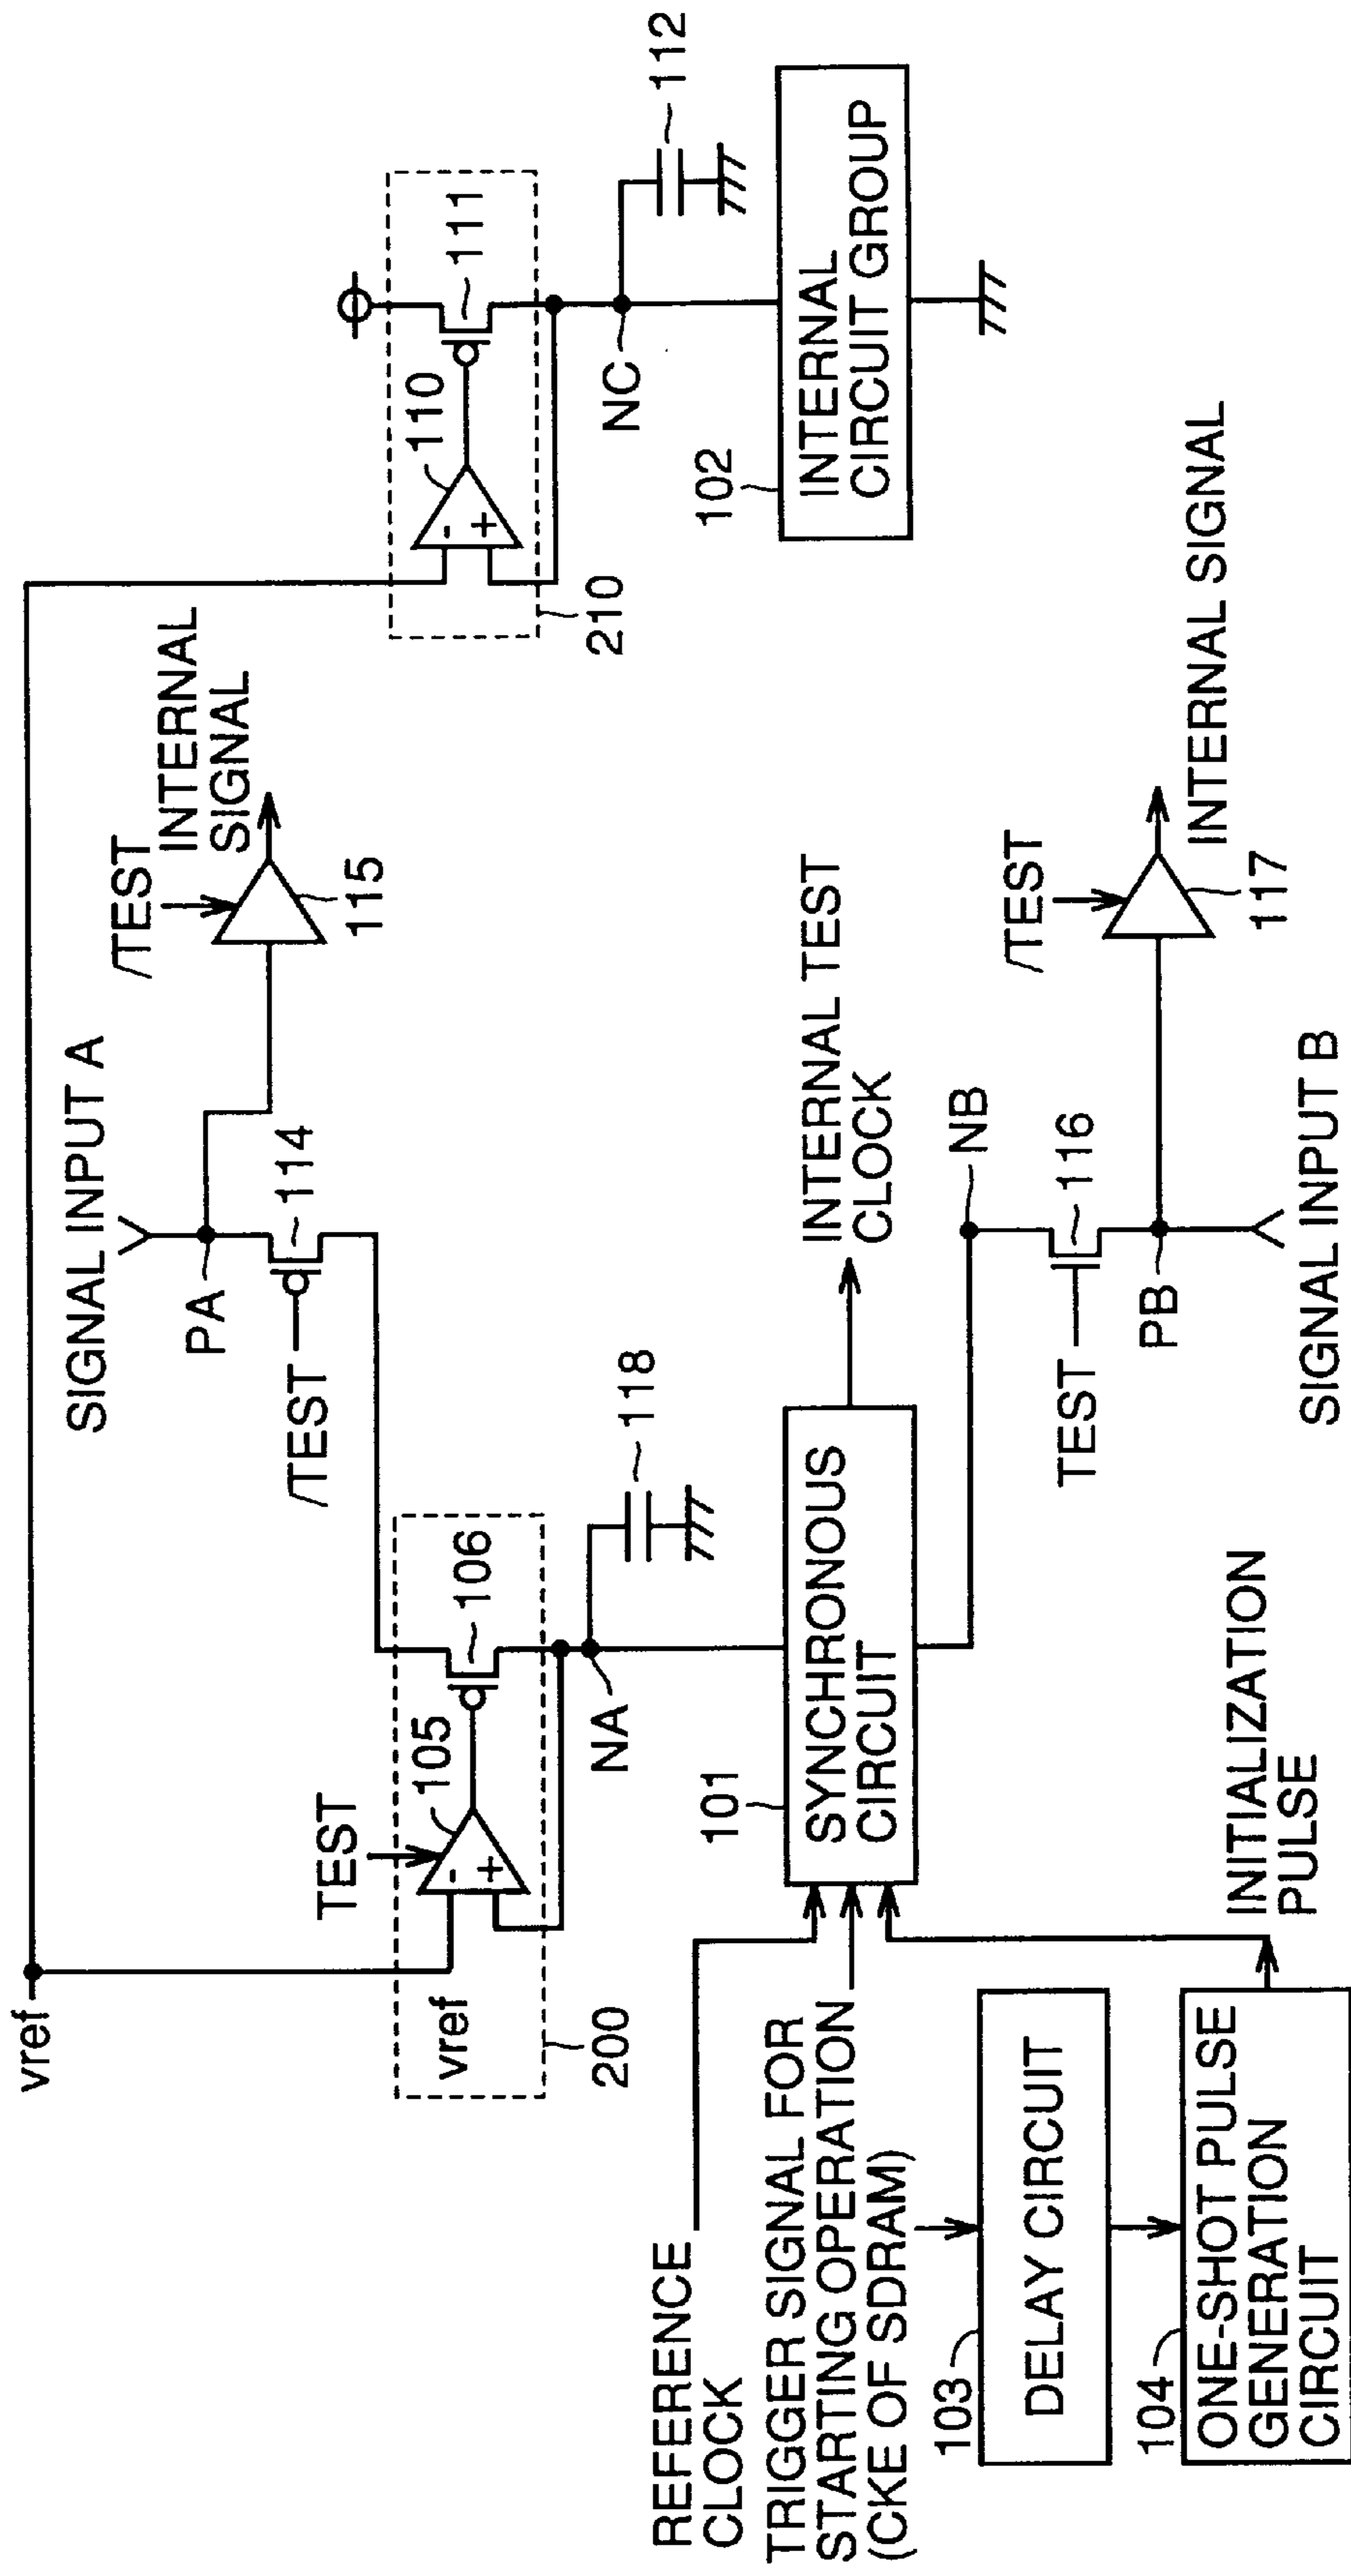 vref
SIGNAL INPUT A
/TEST
INTERNAL
SIGNAL
115
PA
114
/TEST
TEST
105
106
vref
200
NA
118
110
111
210
NC
112
102
INTERNAL
CIRCUIT GROUP
REFERENCE
CLOCK
TRIGGER SIGNAL FOR
STARTING OPERATION
(CKE OF SDRAM)
101
SYNCHRONOUS
CIRCUIT
INTERNAL TEST
CLOCK
NB
TEST
116
PB
/TEST
117
INTERNAL SIGNAL
SIGNAL INPUT B
103
DELAY CIRCUIT
104
ONE-SHOT PULSE
GENERATION
CIRCUIT
INITIALIZATION
PULSE